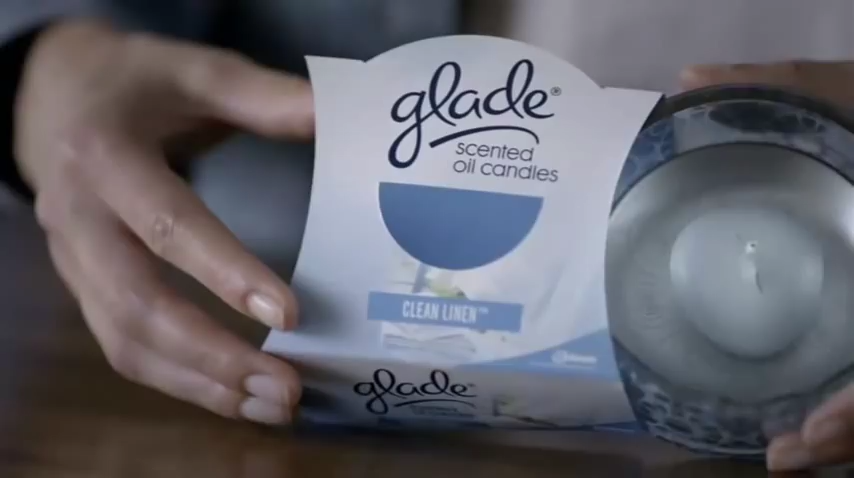 glade®
scented
oil candles
CLEAN LINEN™
glade